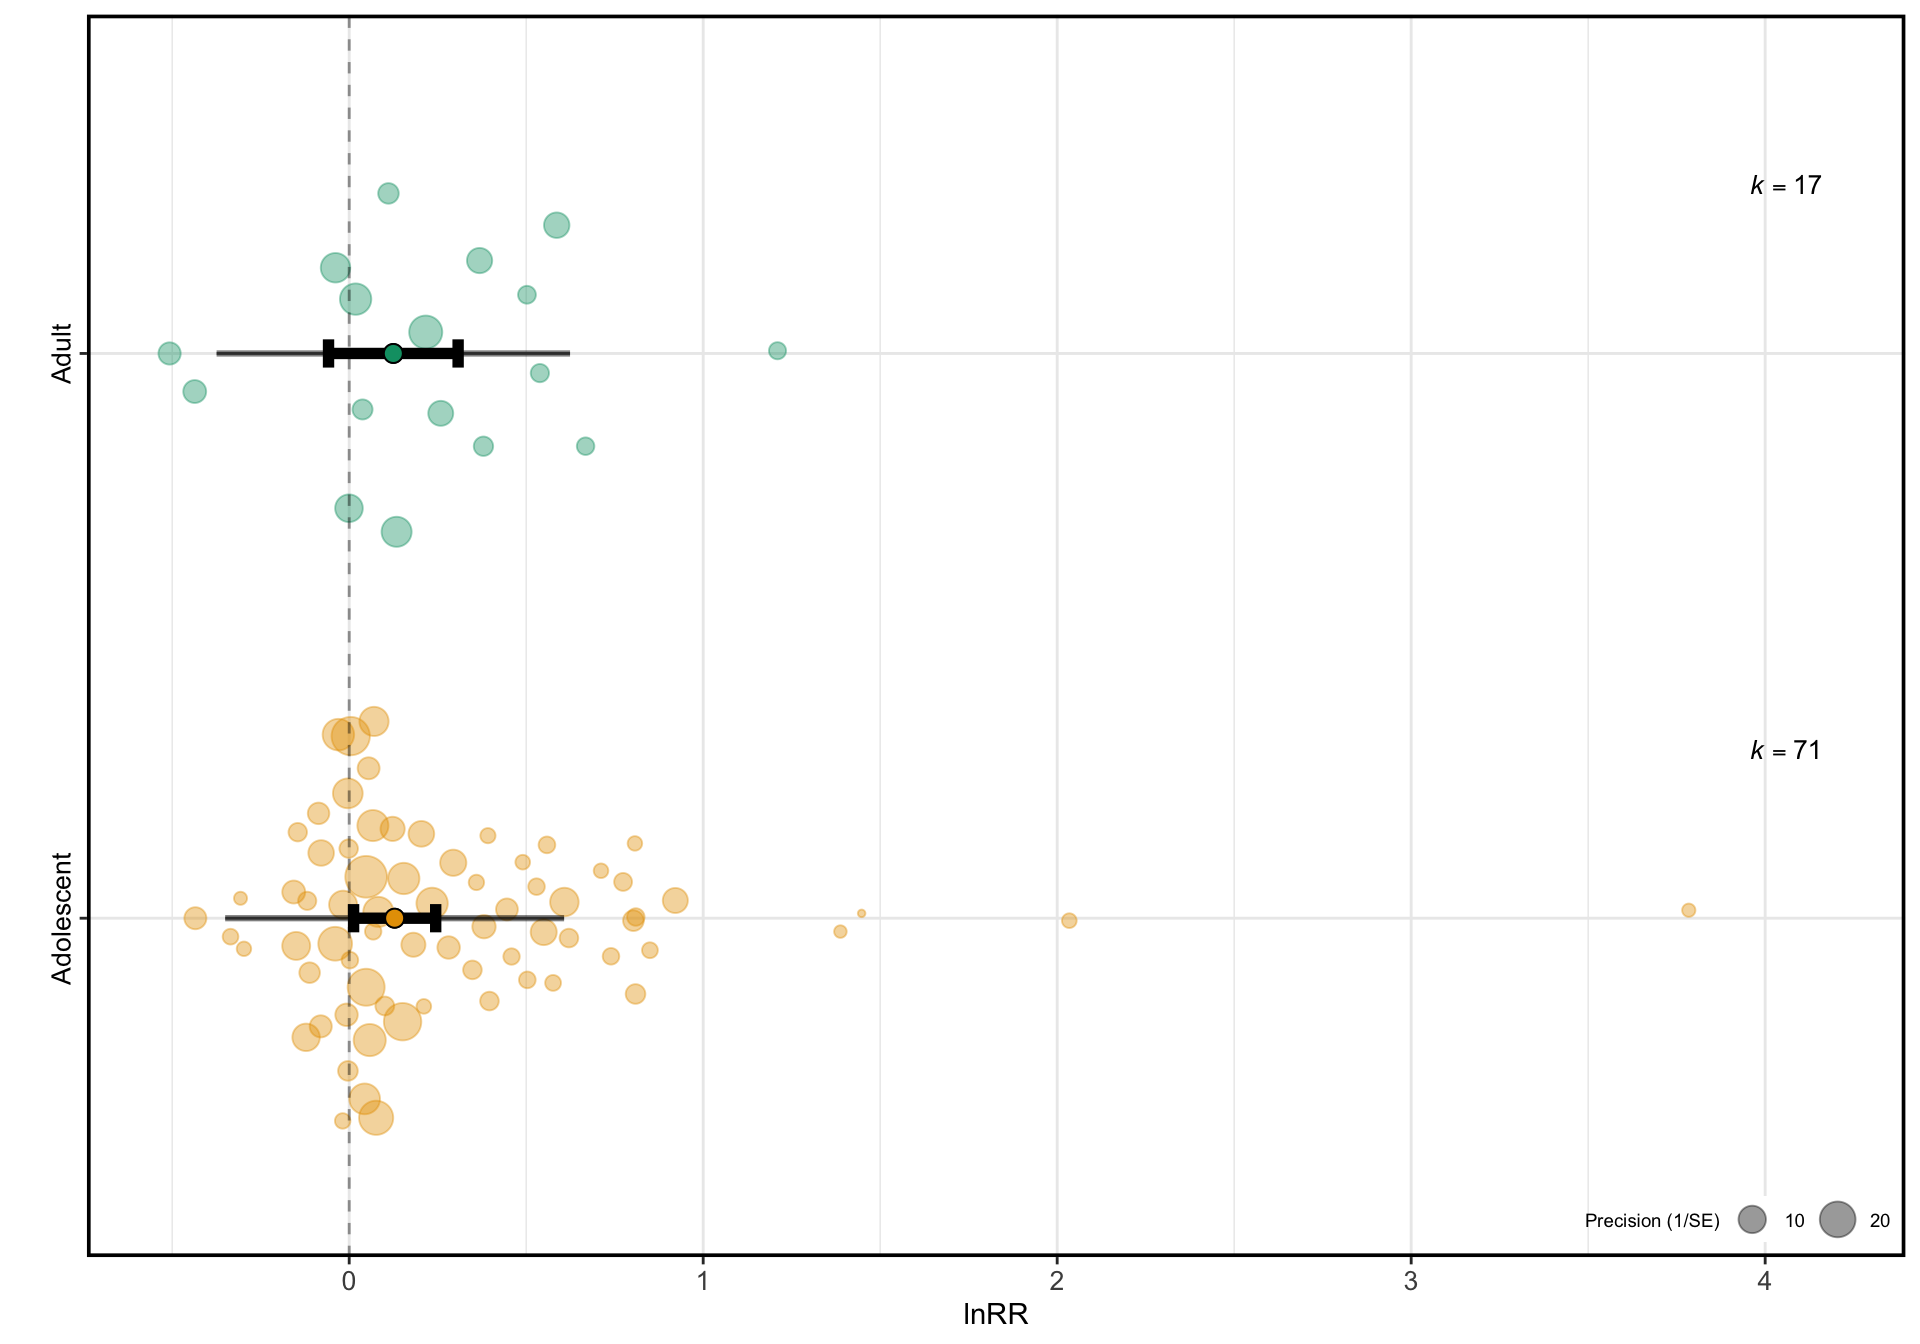 k = 17
Adult
k = 71
Adolescent
Precision (1/SE) 10 20
0 1 2 3 4
lnRR